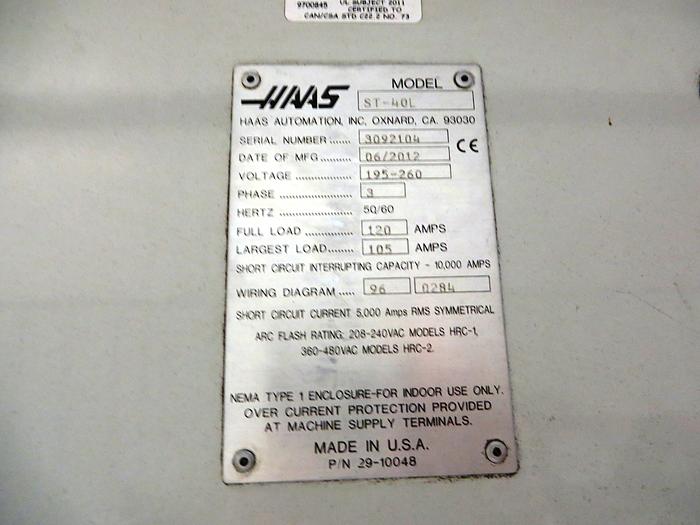 9700845 UL SUBJECT 2011
CERTIFIED TO
CAN/CSA STD C22.2 NO. 73
HAAS MODEL ST-40L
HAAS AUTOMATION, INC. OXNARD, CA. 93030
SERIAL NUMBER ...... 3092104
DATE OF MFG ............ 06/2012 CE
VOLTAGE .................. 195-260
PHASE ...................... 3
HERTZ ...................... 50/60
FULL LOAD ............... 120 AMPS
LARGEST LOAD........ 105 AMPS
SHORT CIRCUIT INTERRUPTING CAPACITY - 10,000 AMPS
WIRING DIAGRAM ..... 96 0284
SHORT CIRCUIT CURRENT 5,000 Amps RMS SYMMETRICAL
ARC FLASH RATING: 208-240VAC MODELS HRC-1,
360-480VAC MODELS HRC-2.
NEMA TYPE 1 ENCLOSURE-FOR INDOOR USE ONLY.
OVER CURRENT PROTECTION PROVIDED
AT MACHINE SUPPLY TERMINALS.
MADE IN U.S.A.
P/N 29-10048